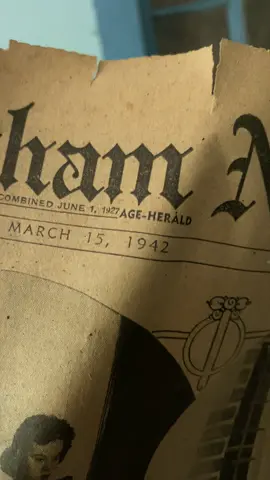 ham N
COMBINED JUNE 1, 1927 AGE-HERALD
MARCH 15, 1942